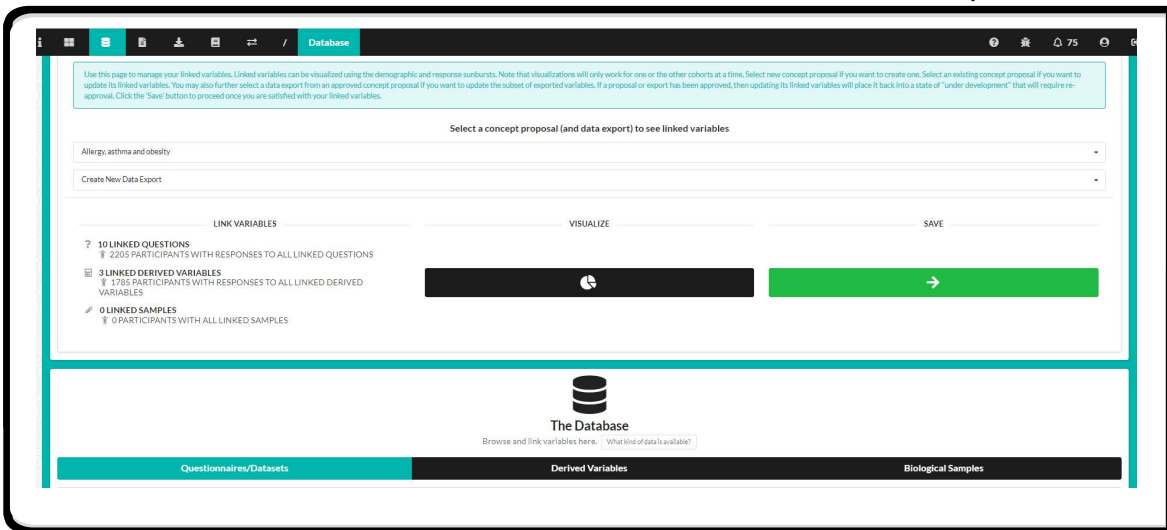 / Database 75
Use this page to manage your linked variables. Linked variables can be visualized using the demographic and response sunbursts. Note that visualizations will only work for one or the other cohorts at a time, Select new concept proposal if you want to create one, Select an existing concept proposal if you want to
update its linked variables. You may also further select a data export from an approved concept proposal if you want to update the subset of exported variables. If a proposal or export has been approved, then updating its linked variables will place it back into a state of "under development" that will require re-
approval. Click the 'Save' button to proceed once you are satisfied with your linked variables.
Select a concept proposal (and data export) to see linked variables
Allergy, asthma and obesity
Create New Data Export
LINK VARIABLES
10 LINKED QUESTIONS
2205 PARTICIPANTS WITH RESPONSES TO ALL LINKED QUESTIONS
3 LINKED DERIVED VARIABLES
1785 PARTICIPANTS WITH RESPONSES TO ALL LINKED DERIVED
VARIABLES
0 LINKED SAMPLES
0 PARTICIPANTS WITH ALL LINKED SAMPLES
VISUALIZE
SAVE
The Database
Browse and link variables here. What kind of data is available?
Questionnaires/Datasets
Derived Variables
Biological Samples